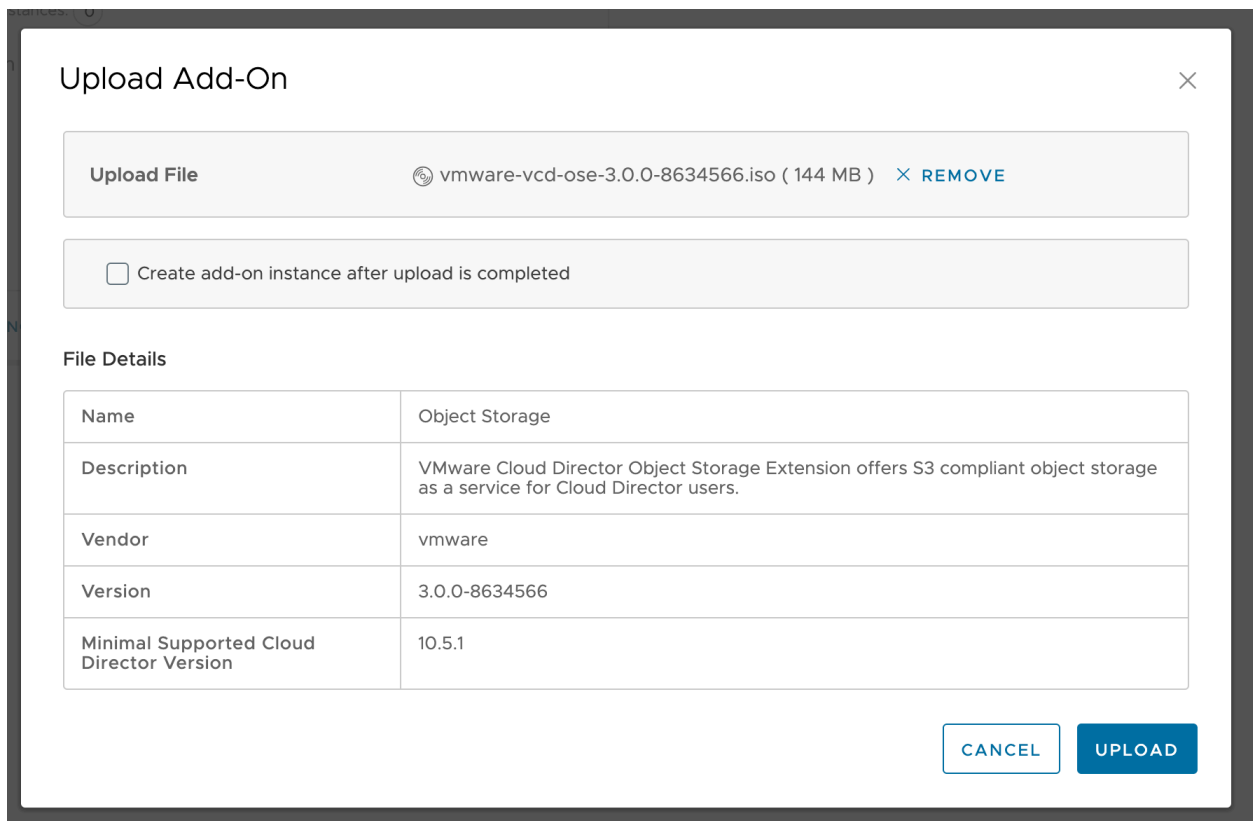 stances: 0
Upload Add-On
Upload File
vmware-vcd-ose-3.0.0-8634566.iso ( 144 MB )
REMOVE
Create add-on instance after upload is completed
File Details
Name
Object Storage
Description
VMware Cloud Director Object Storage Extension offers S3 compliant object storage
as a service for Cloud Director users.
Vendor
vmware
Version
3.0.0-8634566
Minimal Supported Cloud
Director Version
10.5.1
CANCEL
UPLOAD